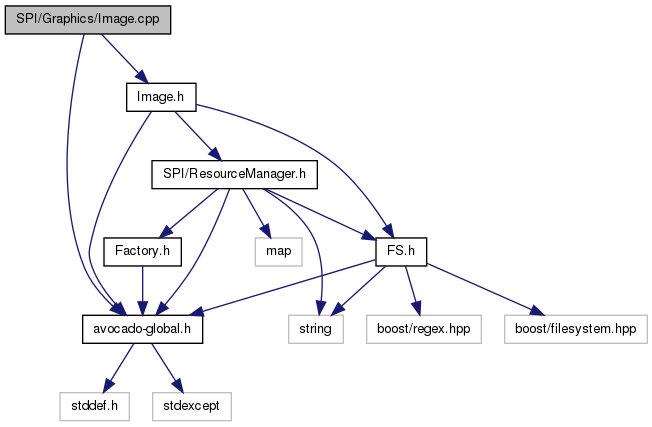 SPI/Graphics/Image.cpp
Image.h
SPI/ResourceManager.h
Factory.h
map
FS.h
avocado-global.h
string
boost/regex.hpp
boost/filesystem.hpp
stddef.h
stdexcept